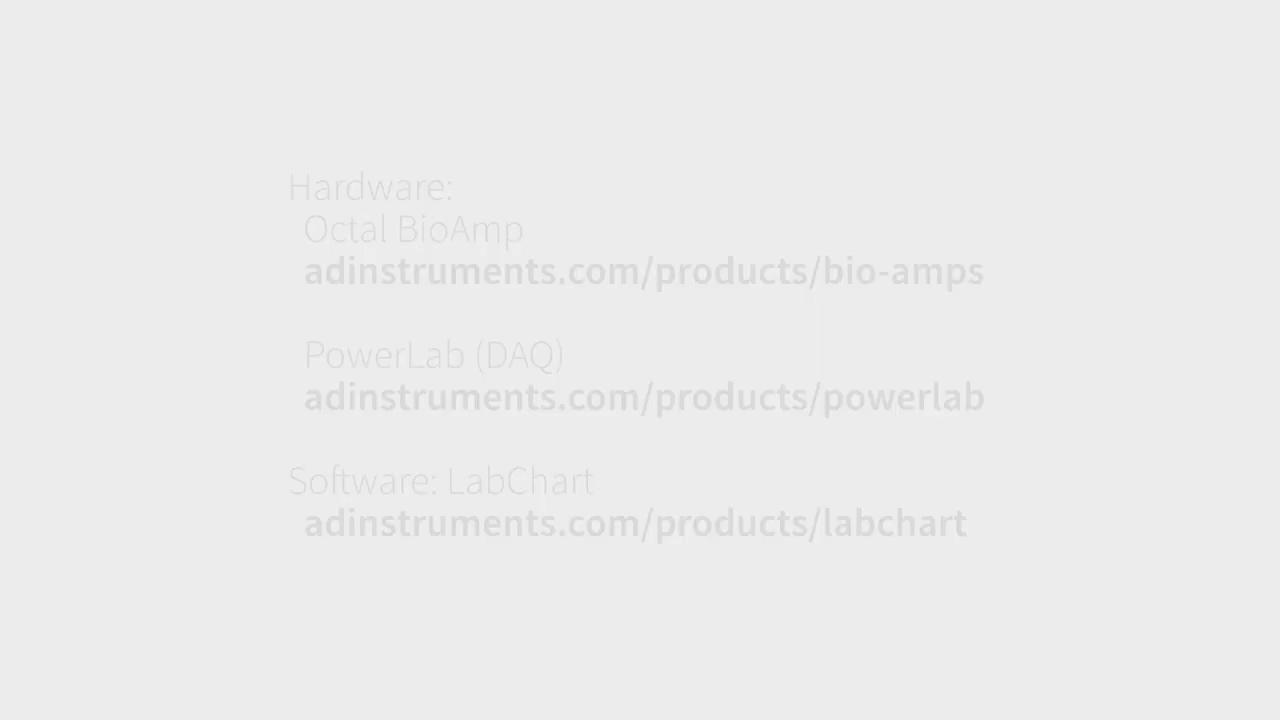 Hardware:
Octal BioAmp
adinstruments.com/products/bio-amps
PowerLab (DAQ)
adinstruments.com/products/powerlab
Software: LabChart
adinstruments.com/products/labchart